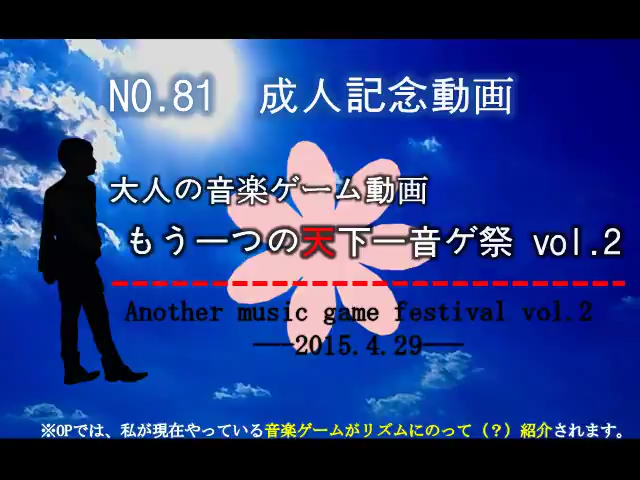 NO.81　成人記念動画
大人の音楽ゲーム動画
もう一つの天下一音ゲ祭 vol.2
Another music game festival vol.2
―--2015.4.29―--
※OPでは、私が現在やっている音楽ゲームがリズムにのって（？）紹介されます。